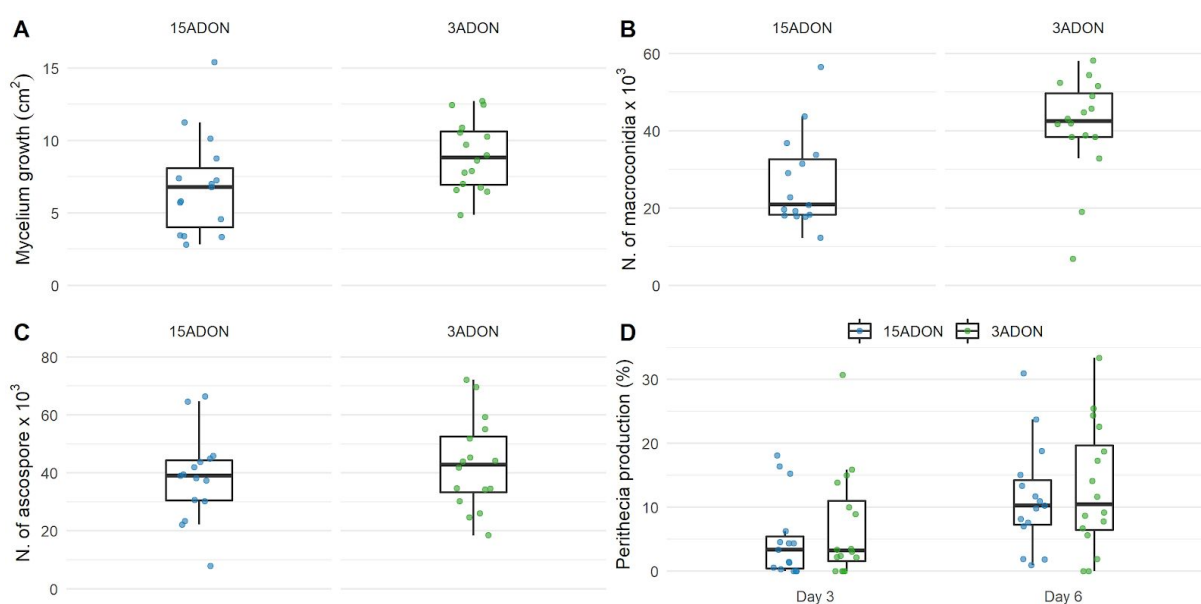 A
15ADON
3ADON
Mycelium growth (cm²)
15
10
5
0
B
15ADON
3ADON
N. of macroconidia x 10³
60
40
20
0
C
15ADON
3ADON
N. of ascospore x 10³
80
60
40
20
0
D
15ADON
3ADON
Perithecia production (%)
30
20
10
0
Day 3
Day 6